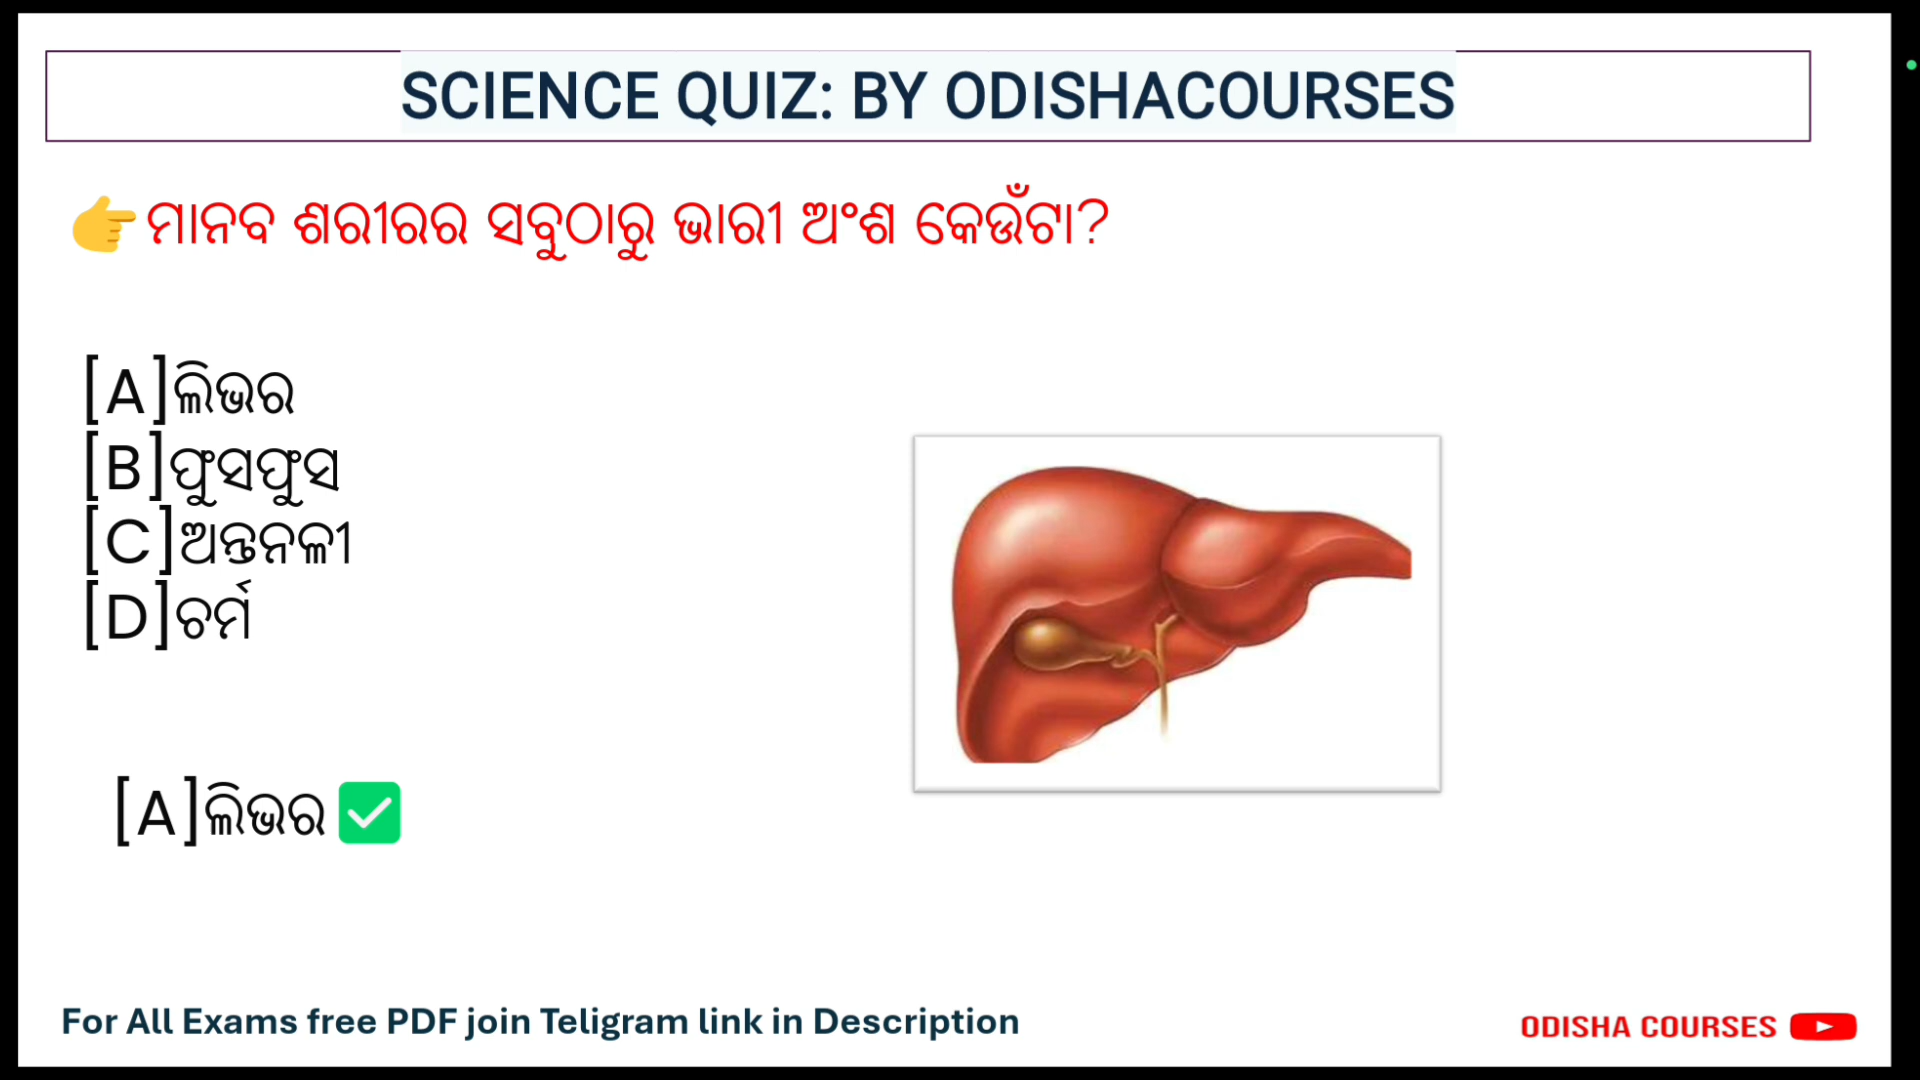 SCIENCE QUIZ: BY ODISHACOURSES
👉ମାନବ ଶରୀରର ସବୁଠାରୁ ଭାରୀ ଅଂଶ କେଉଁଟା?
[A]ଲିଭର
[B]ଫୁସଫୁସ
[C]ଅନ୍ତନଳୀ
[D]ଚର୍ମ
[A]ଲିଭର ✅
For All Exams free PDF join Teligram link in Description
ODISHA COURSES